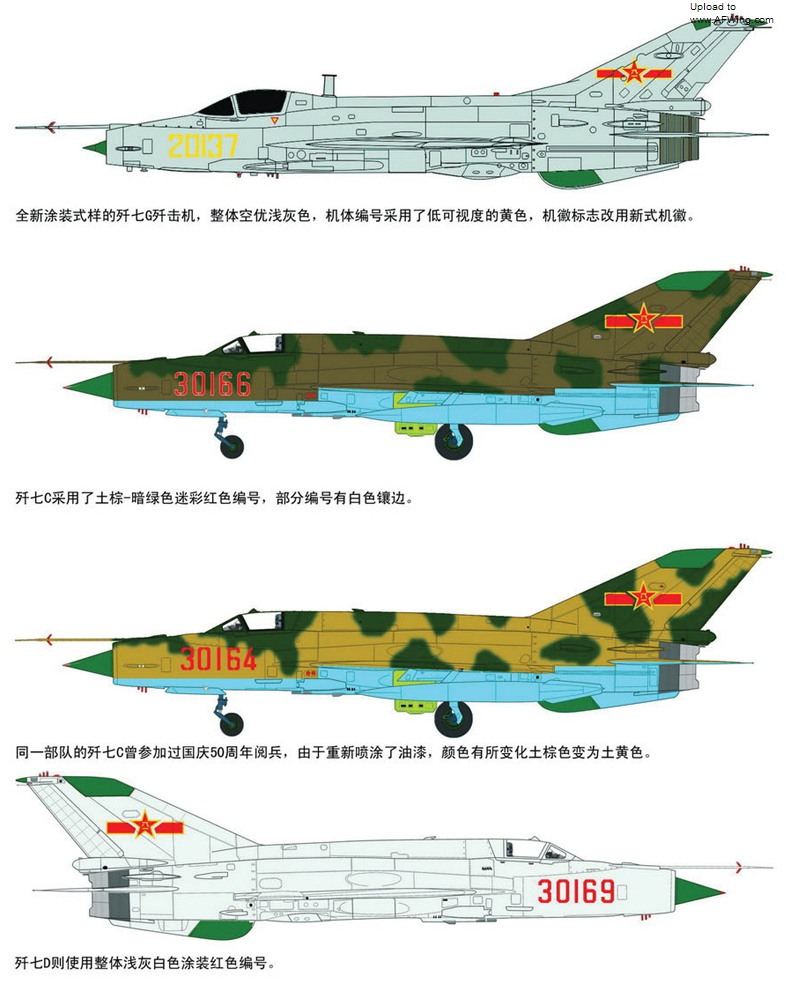 Upload to
www.AFWing.com
20137
全新涂装式样的歼七G歼击机，整体空优浅灰色，机体编号采用了低可视度的黄色，机徽标志改用新式机徽。
30166
歼七C采用了土棕-暗绿色迷彩红色编号，部分编号有白色镶边。
30164
同一部队的歼七C曾参加过国庆50周年阅兵，由于重新喷涂了油漆，颜色有所变化土棕色变为土黄色。
30169
歼七D则使用整体浅灰白色涂装红色编号。